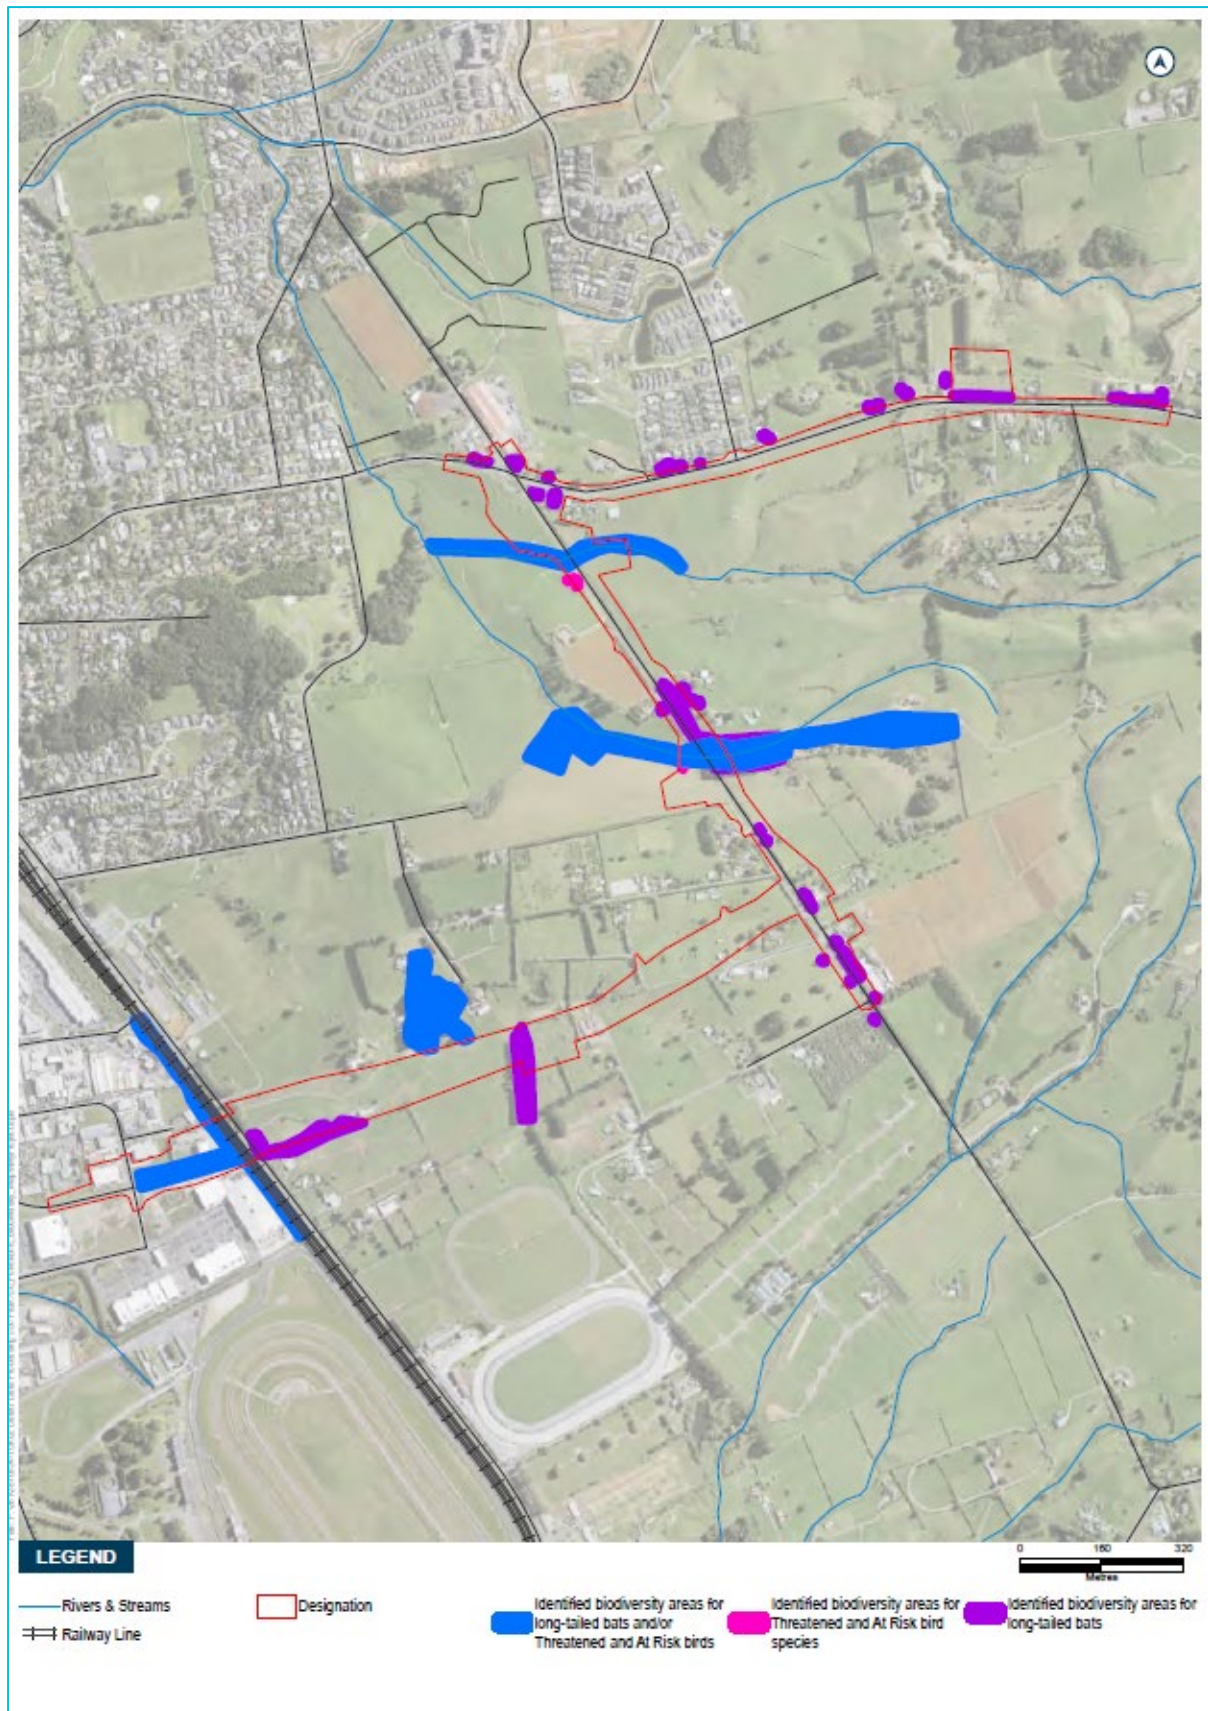 LEGEND
0 160 320
Metres
Rivers & Streams
Railway Line
Designation
Identified biodiversity areas for
long-tailed bats and/or
Threatened and At Risk birds
Identified biodiversity areas for
Threatened and At Risk bird
species
Identified biodiversity areas for
long-tailed bats